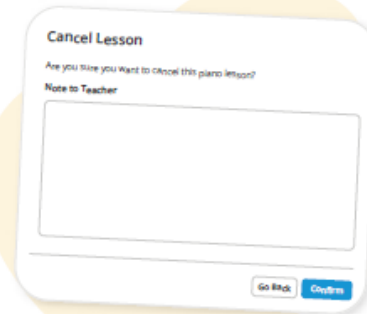 Cancel Lesson
Are you sure you want to cancel this piano lesson?
Note to Teacher
Go Back
Confirm